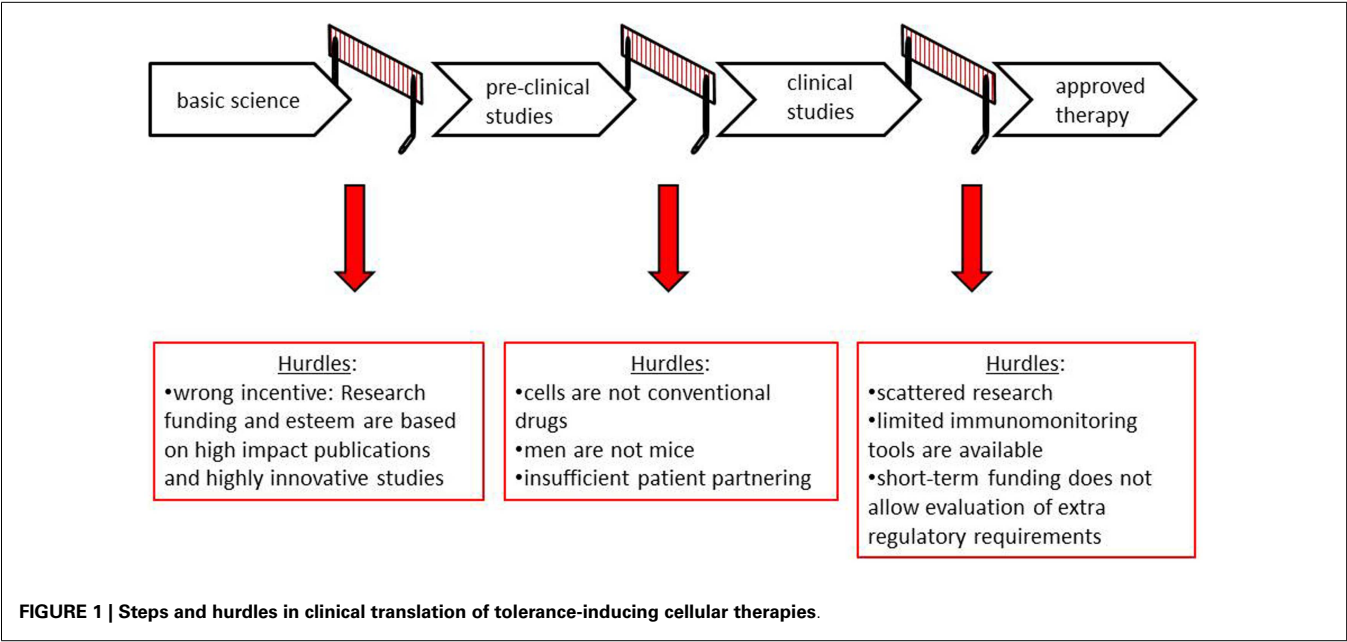 basic science
pre-clinical
studies
clinical
studies
approved
therapy
Hurdles:
•wrong incentive: Research
funding and esteem are based
on high impact publications
and highly innovative studies
Hurdles:
•cells are not conventional
drugs
•men are not mice
•insufficient patient partnering
Hurdles:
•scattered research
•limited immunomonitoring
tools are available
•short-term funding does not
allow evaluation of extra
regulatory requirements
FIGURE 1 | Steps and hurdles in clinical translation of tolerance-inducing cellular therapies.